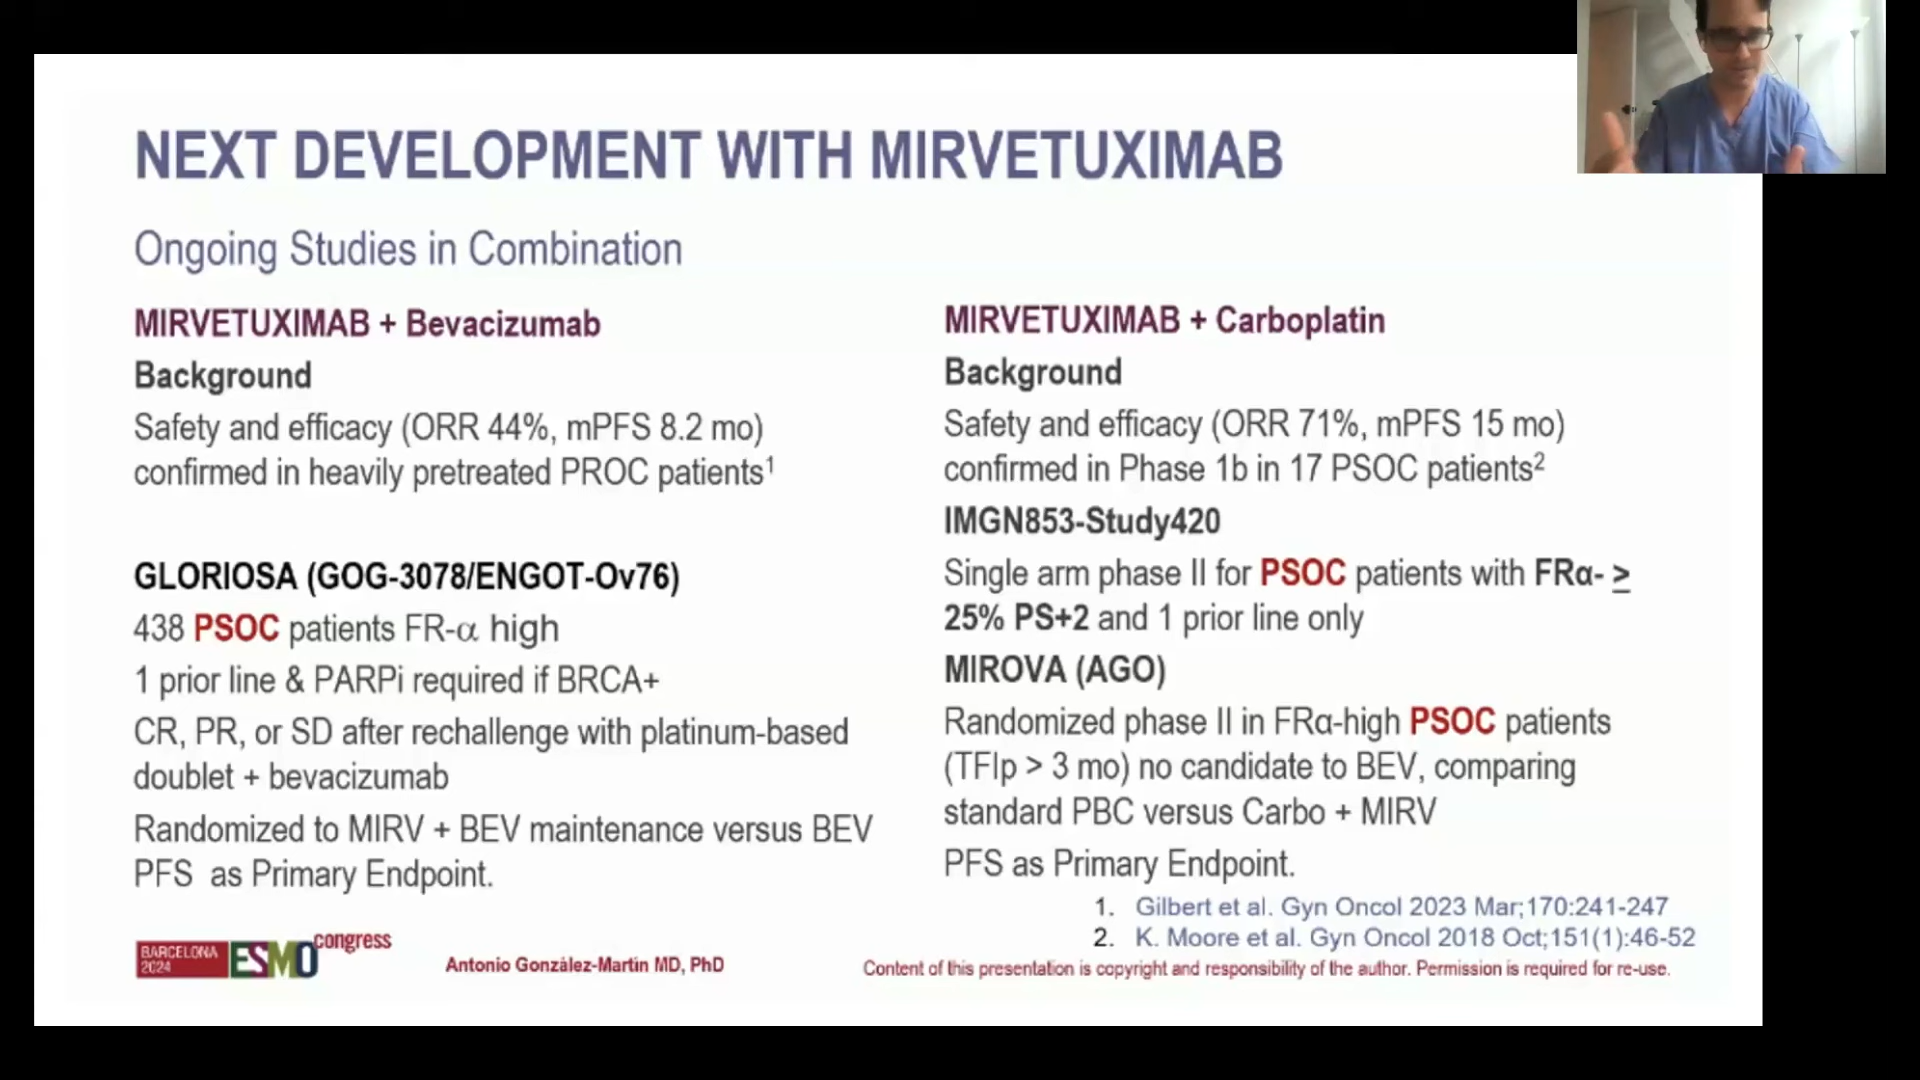 NEXT DEVELOPMENT WITH MIRVETUXIMAB
Ongoing Studies in Combination
MIRVETUXIMAB + Bevacizumab
Background
Safety and efficacy (ORR 44%, mPFS 8.2 mo)
confirmed in heavily pretreated PROC patients¹
GLORIOSA (GOG-3078/ENGOT-Ov76)
438 PSOC patients FR-α high
1 prior line & PARPi required if BRCA+
CR, PR, or SD after rechallenge with platinum-based
doublet + bevacizumab
Randomized to MIRV + BEV maintenance versus BEV
PFS as Primary Endpoint.
MIRVETUXIMAB + Carboplatin
Background
Safety and efficacy (ORR 71%, mPFS 15 mo)
confirmed in Phase 1b in 17 PSOC patients²
IMGN853-Study420
Single arm phase II for PSOC patients with FRα- ≥
25% PS+2 and 1 prior line only
MIROVA (AGO)
Randomized phase II in FRα-high PSOC patients
(TFIp > 3 mo) no candidate to BEV, comparing
standard PBC versus Carbo + MIRV
PFS as Primary Endpoint.
1. Gilbert et al. Gyn Oncol 2023 Mar;170:241-247
2. K. Moore et al. Gyn Oncol 2018 Oct;151(1):46-52
BARCELONA
2024
ESMO congress
Antonio González-Martín MD, PhD
Content of this presentation is copyright and responsibility of the author. Permission is required for re-use.